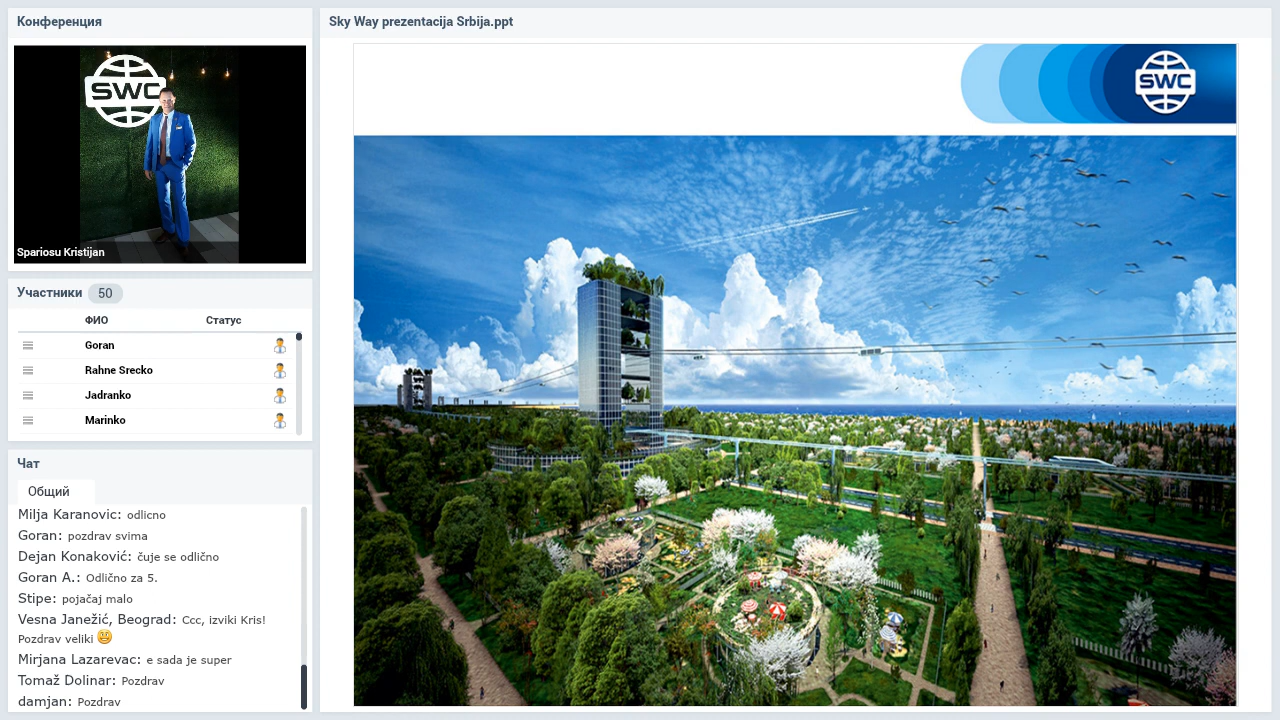 Конференция
SWC
Spariosu Kristijan
Участники 50
ФИО Статус
Goran
Rahne Srecko
Jadranko
Marinko
Чат
Общий
Milja Karanovic: odlicno
Goran: pozdrav svima
Dejan Konaković: čuje se odlično
Goran A.: Odlično za 5.
Stipe: pojačaj malo
Vesna Janežić, Beograd: Ccc, izviki Kris!
Pozdrav veliki
Mirjana Lazarevac: e sada je super
Tomaž Dolinar: Pozdrav
damjan: Pozdrav
Sky Way prezentacija Srbija.ppt
SWC